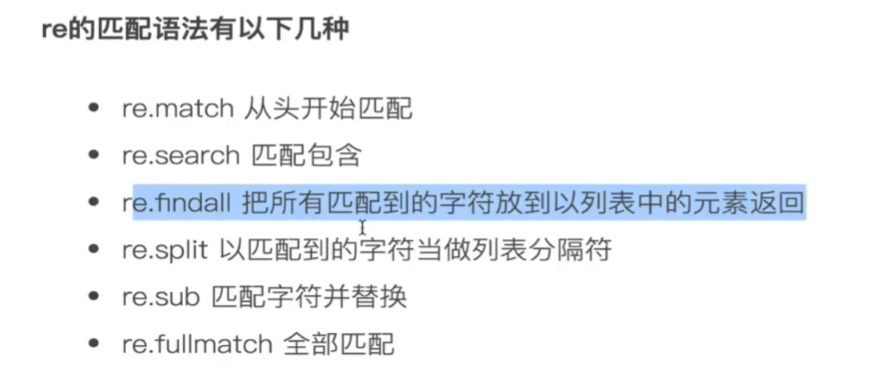 re的匹配语法有以下几种
• re.match 从头开始匹配
• re.search 匹配包含
• re.findall 把所有匹配到的字符放到以列表中的元素返回
• re.split 以匹配到的字符当做列表分隔符
• re.sub 匹配字符并替换
• re.fullmatch 全部匹配